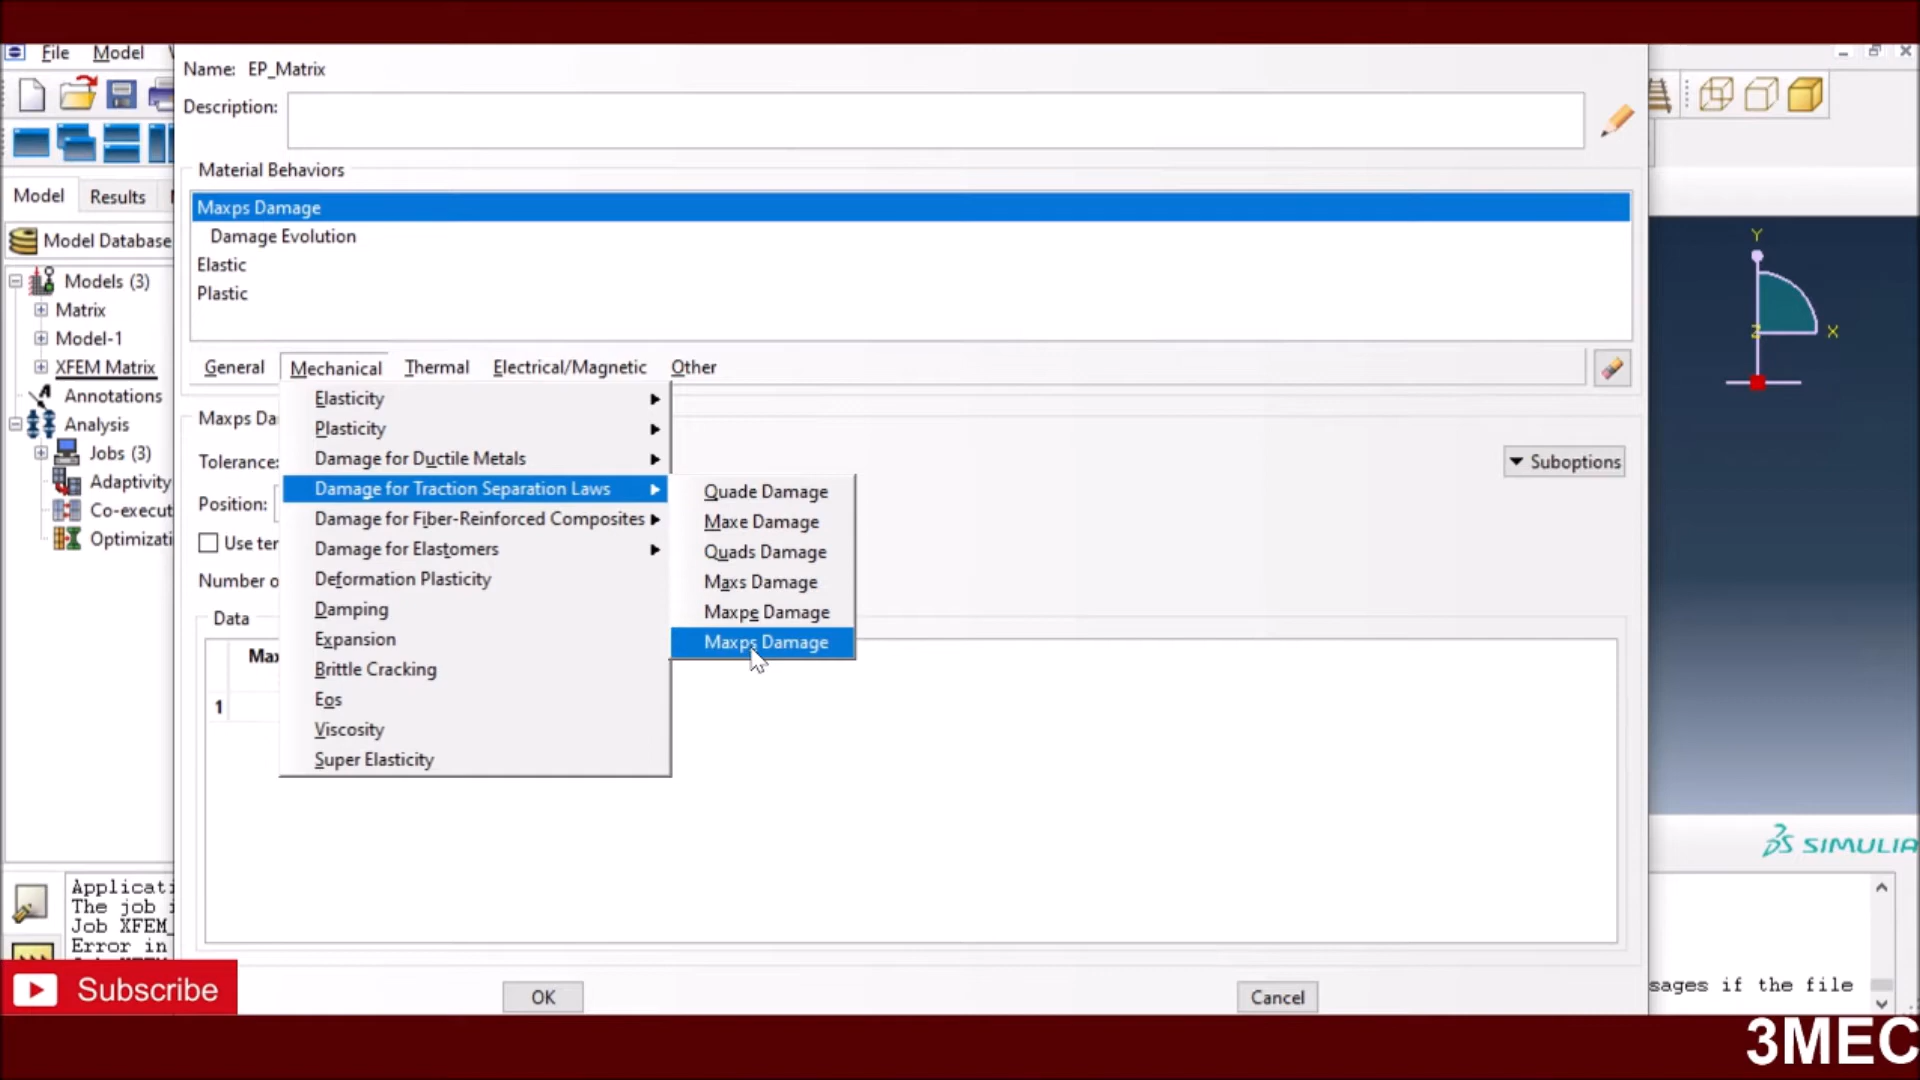 File Model
Name: EP_Matrix
Description:
Material Behaviors
Maxps Damage
Damage Evolution
Elastic
Plastic
General Mechanical Thermal Electrical/Magnetic Other
Model Results
Model Database
Models (3)
Matrix
Model-1
XFEM Matrix
Annotations
Analysis
Jobs (3)
Adaptivity
Co-execut
Optimizati
Elasticity
Plasticity
Damage for Ductile Metals
Damage for Traction Separation Laws
Damage for Fiber-Reinforced Composites
Damage for Elastomers
Deformation Plasticity
Damping
Expansion
Brittle Cracking
Eos
Viscosity
Super Elasticity
Quade Damage
Maxe Damage
Quads Damage
Maxs Damage
Maxpe Damage
Maxps Damage
Maxps Da
Tolerance:
Suboptions
Position:
Use ter
Number o
Data
Max
1
Y
Z
X
SIMULIA
Applicati
The job i
Job XFEM_
Error in
sages if the file
OK
Cancel
Subscribe
3MEC